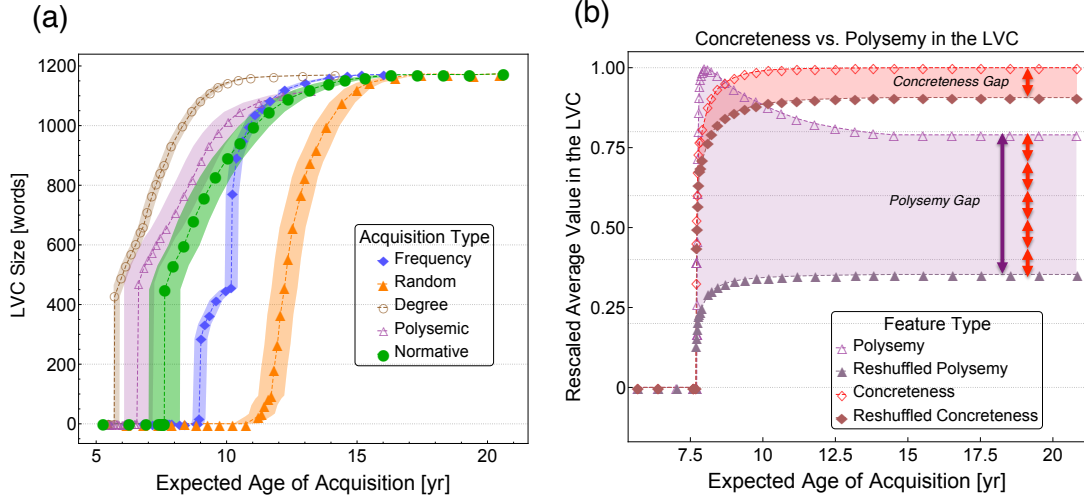 (a)
1200
1000
800
600
400
200
0
LVC Size [words]
5
10
15
20
Expected Age of Acquisition [yr]
Acquisition Type
Frequency
Random
Degree
Polysemic
Normative
(b)
Concreteness vs. Polysemy in the LVC
1.00
0.75
0.50
0.25
0
Rescaled Average Value in the LVC
7.5
10
12.5
15
17.5
20
Expected Age of Acquisition [yr]
Concreteness Gap
Polysemy Gap
Feature Type
Polysemy
Reshuffled Polysemy
Concreteness
Reshuffled Concreteness